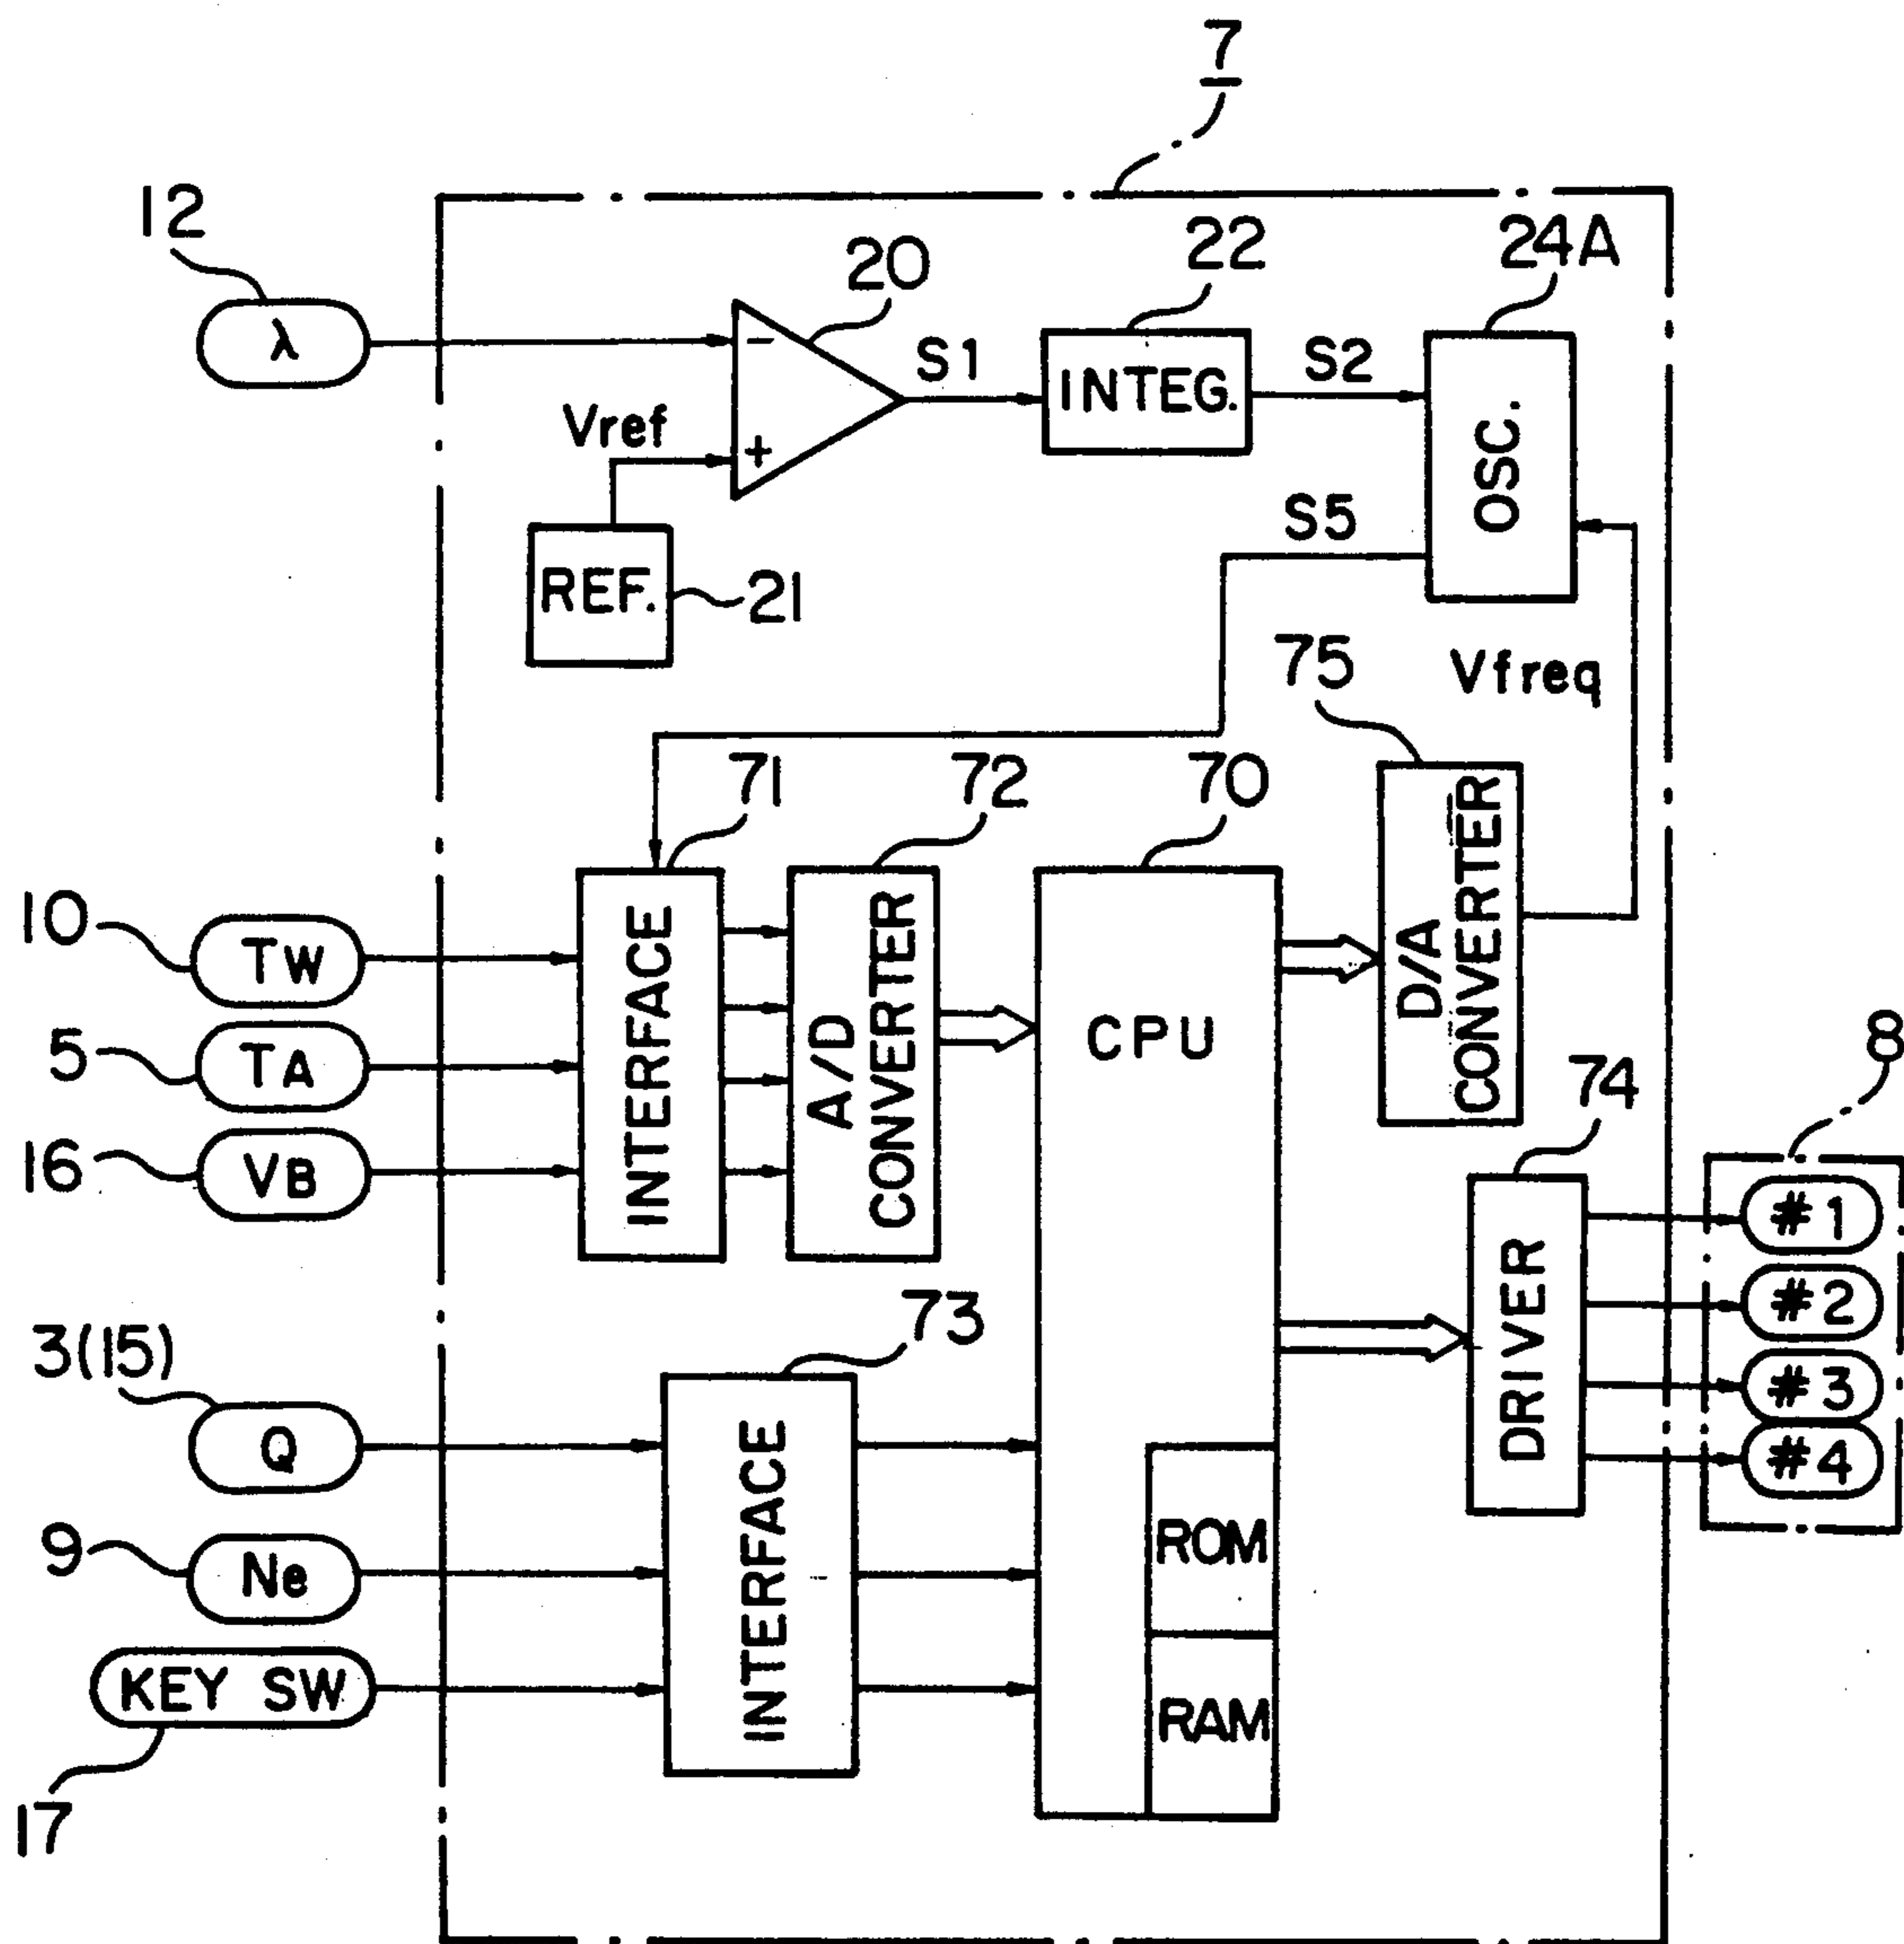 7
12
20
22
24A
λ
−
S1
INTEG.
S2
OSC.
Vref
+
S5
REF.
21
75
Vfreq
71
72
70
10
TW
INTERFACE
A/D CONVERTER
CPU
D/A CONVERTER
5
TA
8
74
16
VB
#1
DRIVER
#2
73
3(15)
#3
Q
INTERFACE
#4
9
Ne
ROM
KEY SW
RAM
17